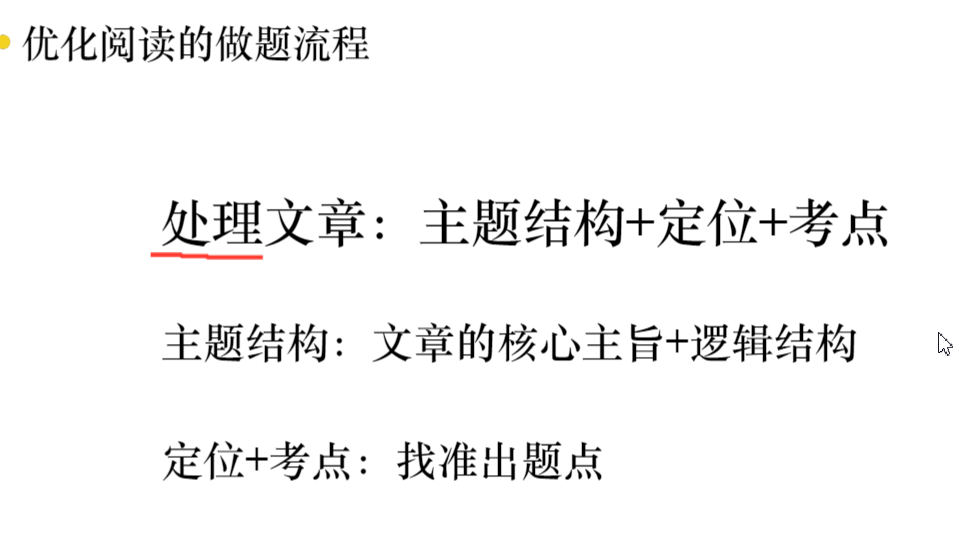 优化阅读的做题流程
处理文章：主题结构+定位+考点
主题结构：文章的核心主旨+逻辑结构
定位+考点：找准出题点